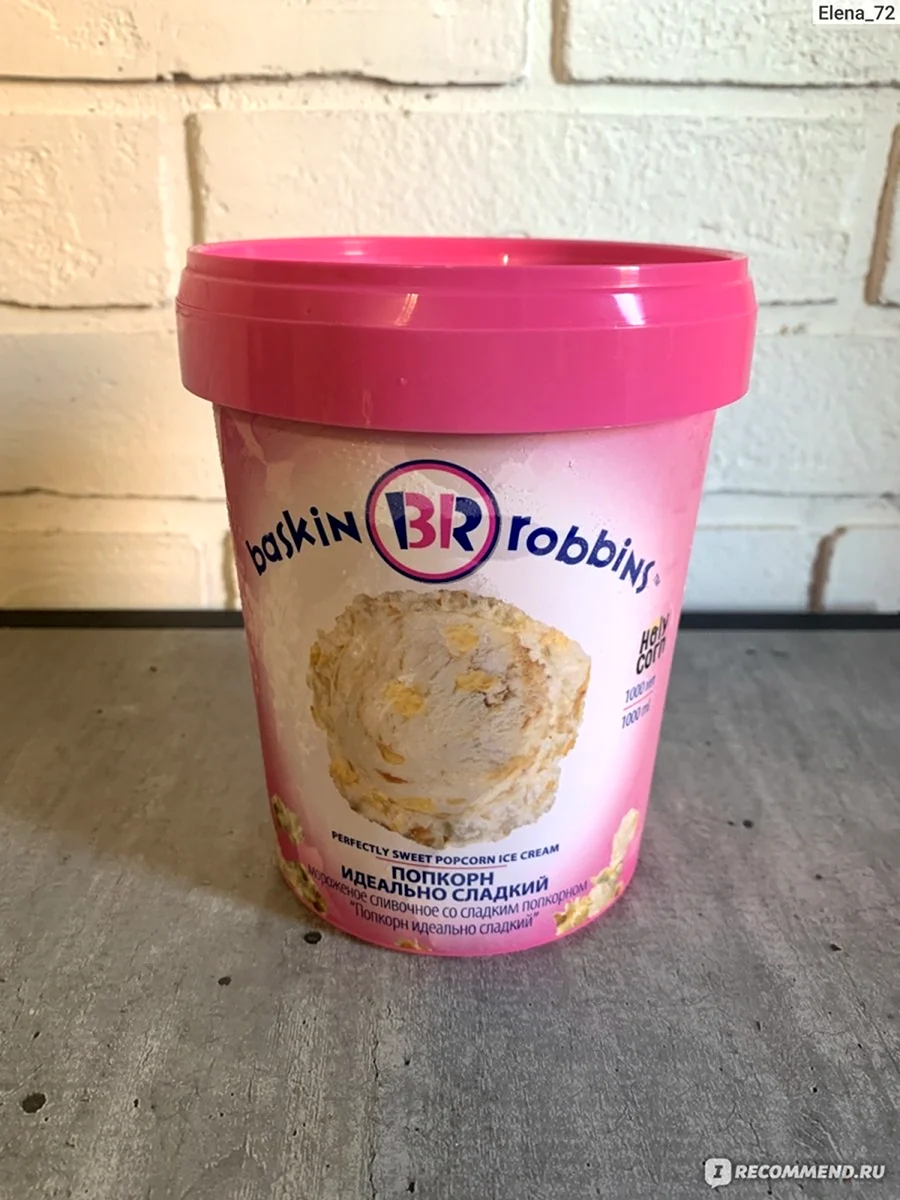 Elena_72
baskin BR robbins
Holy
Corn
1000 мл
1000 ml
PERFECTLY SWEET POPCORN ICE CREAM
ПОПКОРН
ИДЕАЛЬНО СЛАДКИЙ
мороженое сливочное со сладким попкорном
"Попкорн идеально сладкий"
I RECOMMEND.RU